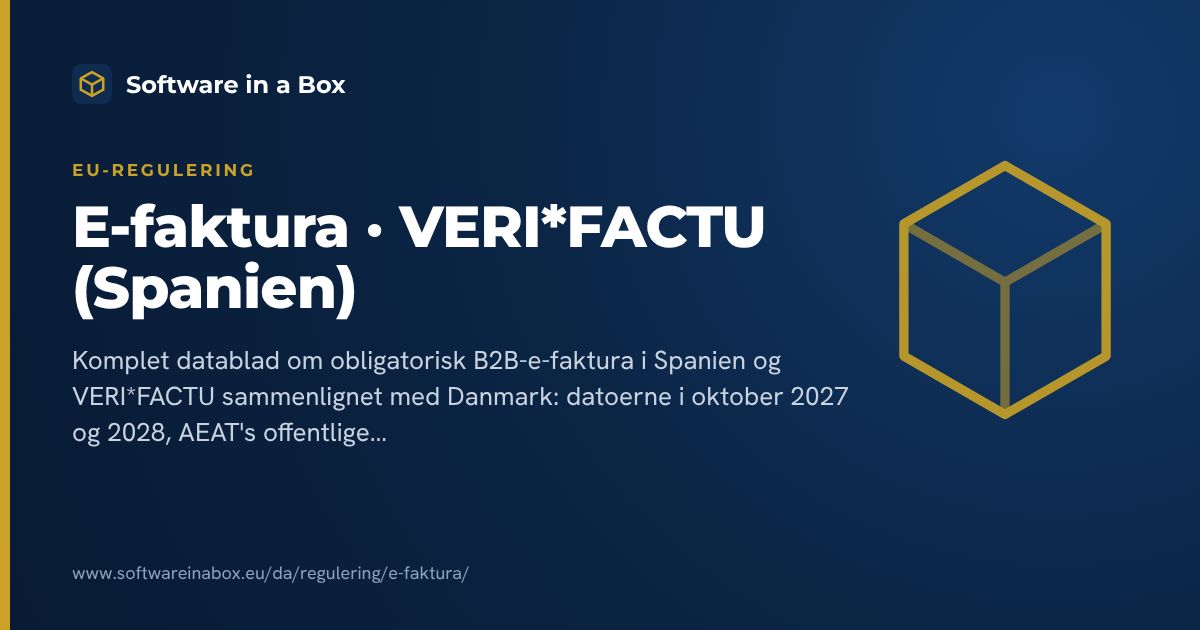 Software in a Box
EU-REGULERING
E-faktura · VERI*FACTU
(Spanien)
Komplet datablad om obligatorisk B2B-e-faktura i Spanien og
VERI*FACTU sammenlignet med Danmark: datoerne i oktober 2027
og 2028, AEAT's offentlige…
www.softwareinabox.eu/da/regulering/e-faktura/